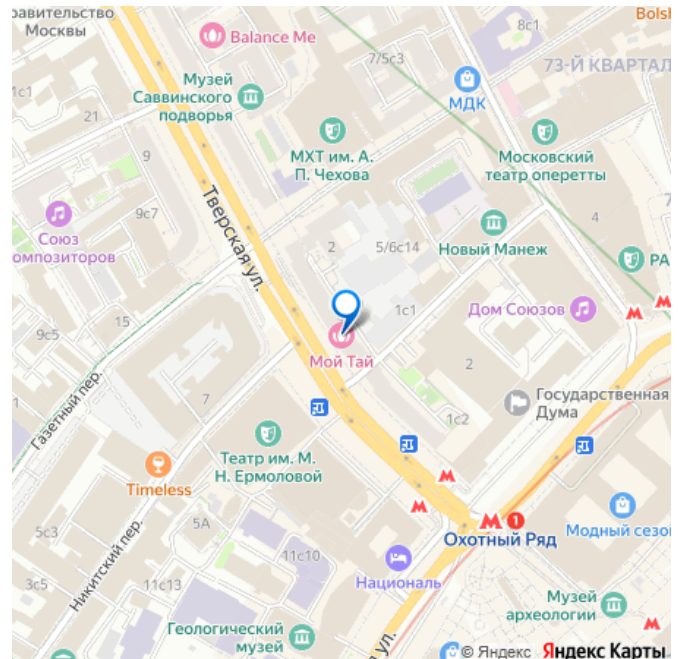 равительство
Москвы
Balance Me
8с1
Bols
7/5с3
73-Й КВАРТАЛ
Музей
Саввинского
подворья
МДК
1с1
21
МХТ им. А.
П. Чехова
Московский
театр оперетты
9
9с7
Тверская ул.
Союз
омпозиторов
2
5/6с14
Новый Манеж
4
РА
1с1
Дом Союзов
15
9с5
Мой Тай
2
Газетный пер.
7
1с2
Государственная
Дума
Театр им. М.
Н. Ермоловой
Timeless
5А
Охотный Ряд
1
Модный сезо
11с10
Никитский пер.
3с5
11с13
Националь
Музей
археологии
Геологический
музей
ул.
© Яндекс Яндекс Карты